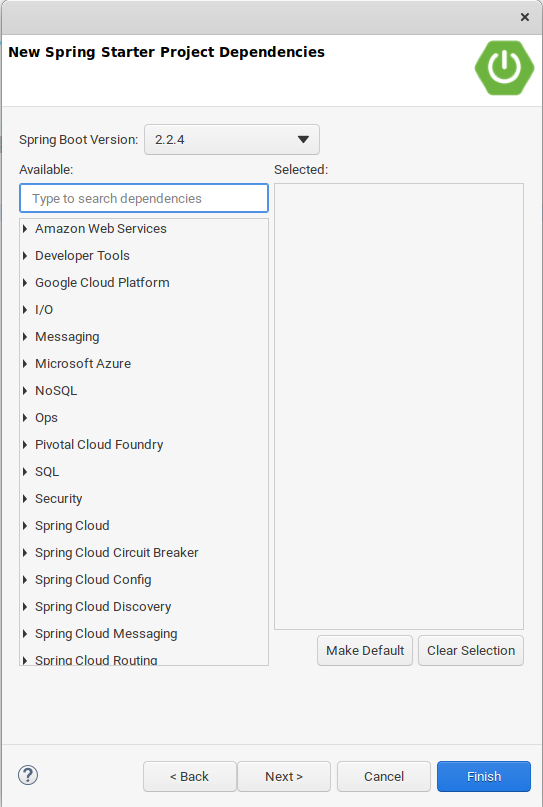 New Spring Starter Project Dependencies
Spring Boot Version: 2.2.4
Available: Selected:
Type to search dependencies
Amazon Web Services
Developer Tools
Google Cloud Platform
I/O
Messaging
Microsoft Azure
NoSQL
Ops
Pivotal Cloud Foundry
SQL
Security
Spring Cloud
Spring Cloud Circuit Breaker
Spring Cloud Config
Spring Cloud Discovery
Spring Cloud Messaging
Spring Cloud Routing
Make Default Clear Selection
? < Back Next > Cancel Finish